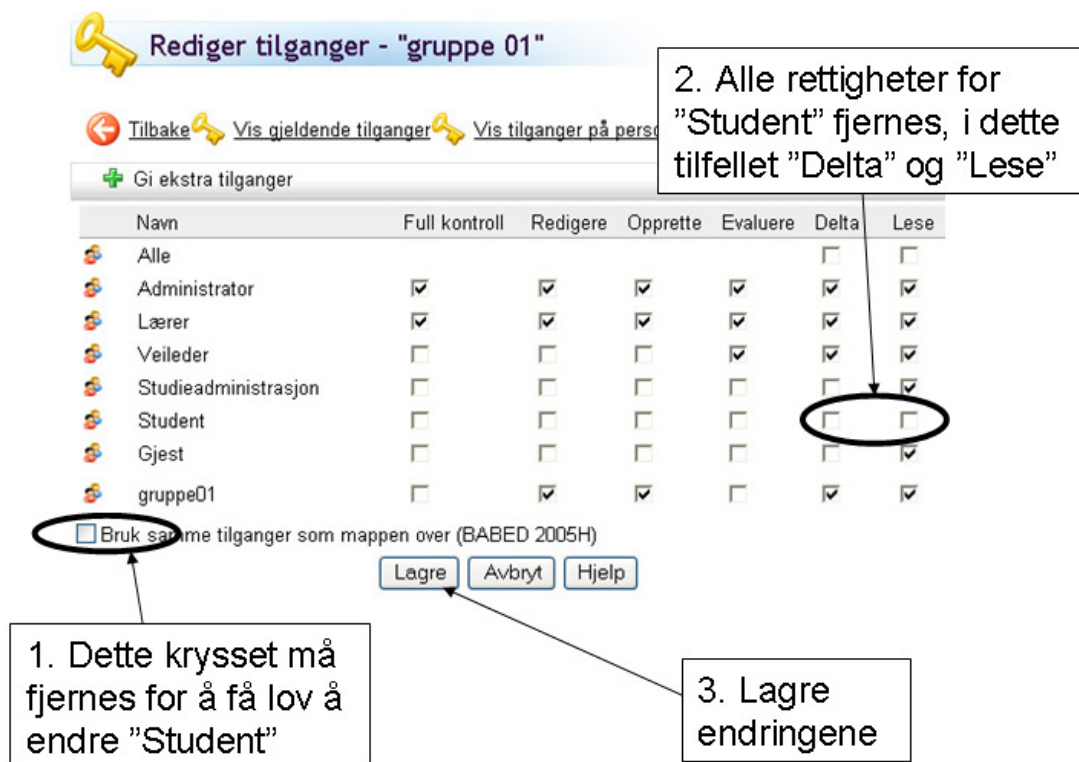 Rediger tilganger - "gruppe 01"
2. Alle rettigheter for
”Student” fjernes, i dette
tilfellet ”Delta” og ”Lese”
Tilbake Vis gjeldende tilganger Vis tilganger på
Gi ekstra tilganger
Navn Full kontroll Redigere Opprette Evaluere Delta Lese
Alle
Administrator
Lærer
Veileder
Studieadministrasjon
Student
Gjest
gruppe01
Bruk samme tilganger som mappen over (BABED 2005H)
Lagre Avbryt Hjelp
1. Dette krysset må
fjernes for å få lov å
endre ”Student”
3. Lagre
endringene